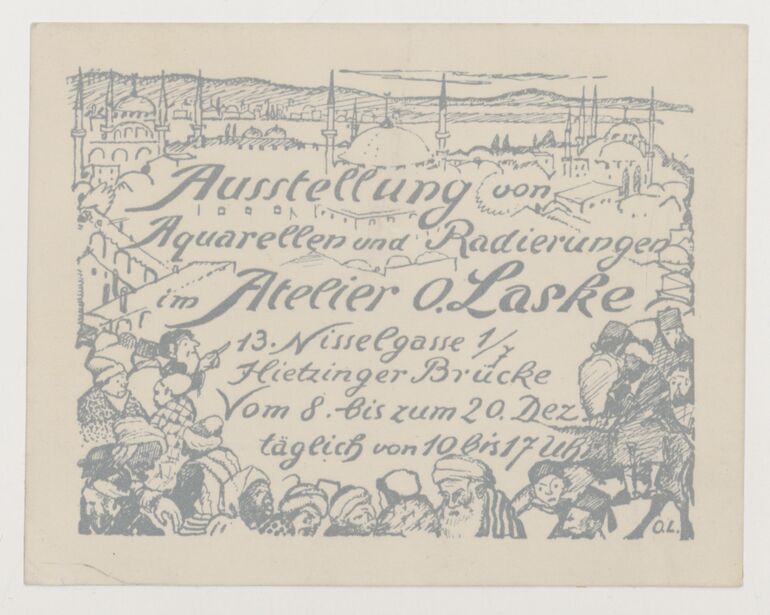 Ausstellung von
Aquarellen und Radierungen
im Atelier O. Laske
13. Nisselgasse 1/7
Hietzinger Brücke
Vom 8. bis zum 20. Dez.
täglich von 10 bis 17 Uhr
O.L.